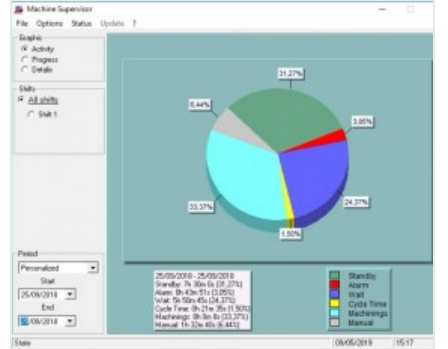 Machine Supervisor
File Options Status Update ?
Graphic
Activity
Progress
Details
Shifts
All shifts
Shift 1
31,27%
3,05%
6,44%
24,37%
33,37%
1,50%
Period
Personalized
Start
25/09/2018
End
/09/2018
25/09/2018 - 25/09/2018
Standby: 7h 30m 0s (31,27%)
Alarm: 0h 43m 51s (3,05%)
Wait: 5h 50m 45s (24,37%)
Cycle Time: 0h 21m 35s (1,50%)
Machinings: 8h 0m 8s (33,37%)
Manual: 1h 32m 40s (6,44%)
Standby
Alarm
Wait
Cycle Time
Machinings
Manual
State
09/05/2019
15:17